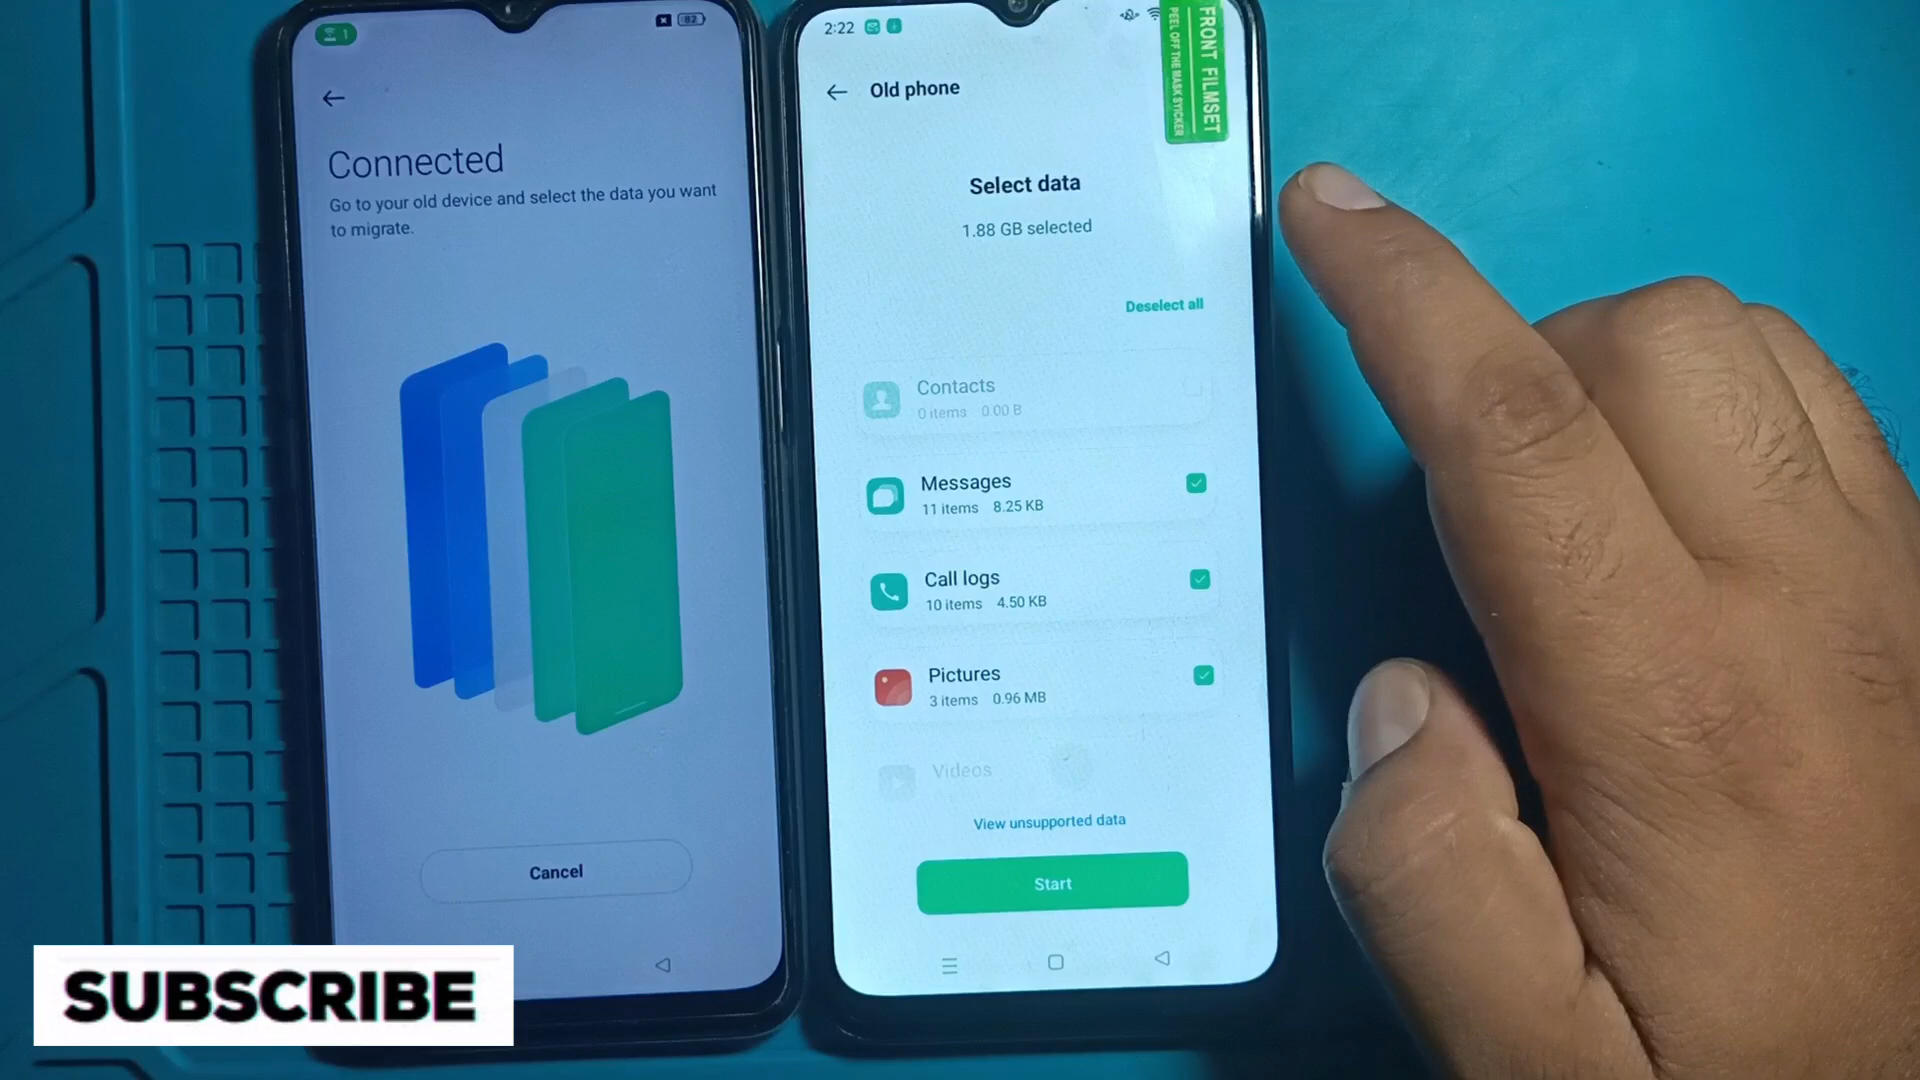 1
82
Connected
Go to your old device and select the data you want
to migrate.
Cancel
2:22
Old phone
FRONT FILMSET
PEEL OFF THE MASK SYICKER
Select data
1.88 GB selected
Deselect all
Contacts
0 items 0.00 B
Messages
11 items 8.25 KB
Call logs
10 items 4.50 KB
Pictures
3 items 0.96 MB
Videos
View unsupported data
Start
SUBSCRIBE